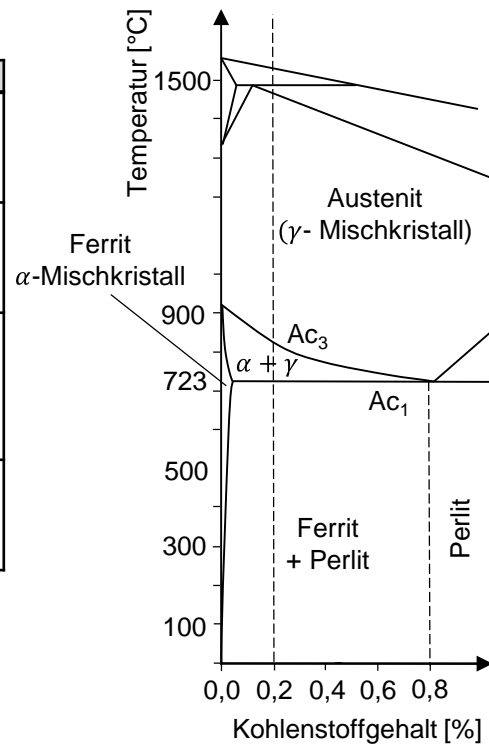 Temperatur [°C]
1500
Austenit
(γ- Mischkristall)
Ferrit
α-Mischkristall
900
Ac3
α + γ
723
Ac1
500
Ferrit
+ Perlit
Perlit
300
100
0,0 0,2 0,4 0,6 0,8
Kohlenstoffgehalt [%]